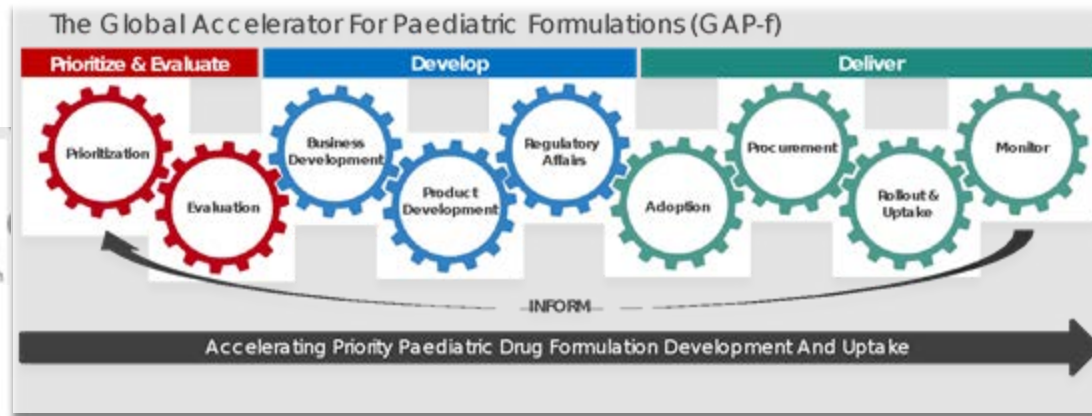 The Global Accelerator For Paediatric Formulations (GAP-f)
Prioritize & Evaluate
Develop
Deliver
Prioritization
Evaluation
Business
Development
Product
Development
Regulatory
Affairs
Adoption
Procurement
Rollout &
Uptake
Monitor
INFORM
Accelerating Priority Paediatric Drug Formulation Development And Uptake